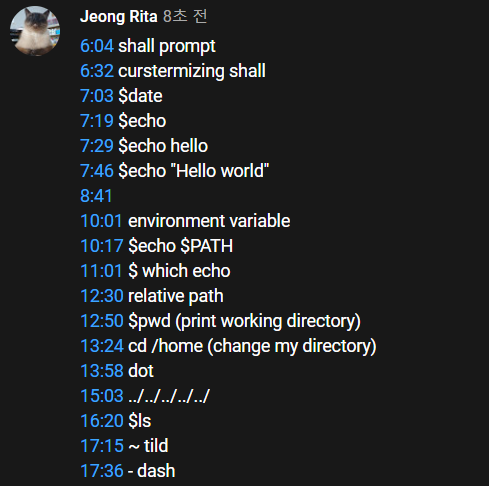 Jeong Rita 8초 전
6:04 shall prompt
6:32 curstermizing shall
7:03 $date
7:19 $echo
7:29 $echo hello
7:46 $echo "Hello world"
8:41
10:01 environment variable
10:17 $echo $PATH
11:01 $ which echo
12:30 relative path
12:50 $pwd (print working directory)
13:24 cd /home (change my directory)
13:58 dot
15:03 ../../../../../
16:20 $ls
17:15 ~ tild
17:36 - dash